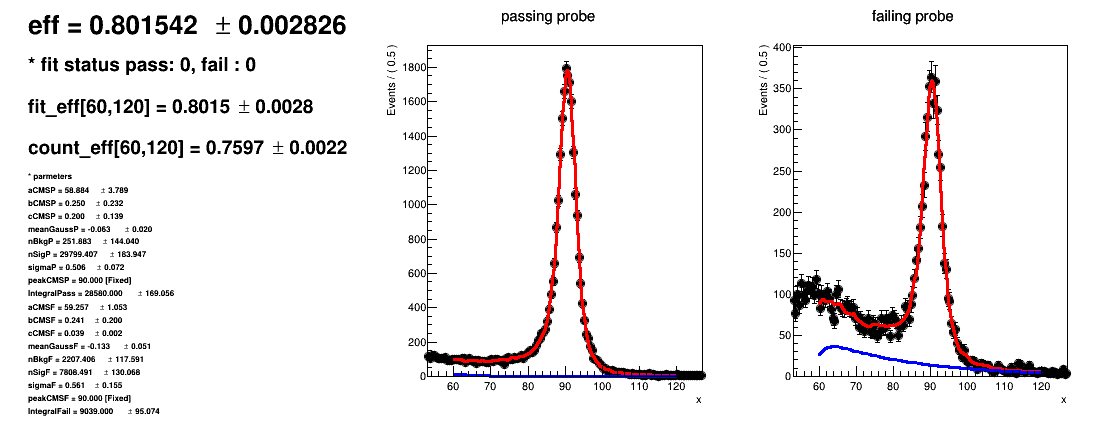 eff = 0.801542 ± 0.002826
* fit status pass: 0, fail : 0
fit_eff[60,120] = 0.8015 ± 0.0028
count_eff[60,120] = 0.7597 ± 0.0022
* parmeters
aCMSP = 58.884 ± 3.789
bCMSP = 0.250 ± 0.232
cCMSP = 0.200 ± 0.139
meanGaussP = -0.063 ± 0.020
nBkgP = 251.883 ± 144.040
nSigP = 29799.407 ± 183.947
sigmaP = 0.506 ± 0.072
peakCMSP = 90.000 [Fixed]
IntegralPass = 28580.000 ± 169.056
aCMSF = 59.257 ± 1.053
bCMSF = 0.241 ± 0.200
cCMSF = 0.039 ± 0.002
meanGaussF = -0.133 ± 0.051
nBkgF = 2207.406 ± 117.591
nSigF = 7808.491 ± 130.068
sigmaF = 0.561 ± 0.155
peakCMSF = 90.000 [Fixed]
IntegralFail = 9039.000 ± 95.074
passing probe
Events / ( 0.5 )
1800
1600
1400
1200
1000
800
600
400
200
0
60 70 80 90 100 110 120
x
failing probe
Events / ( 0.5 )
400
350
300
250
200
150
100
50
0
60 70 80 90 100 110 120
x